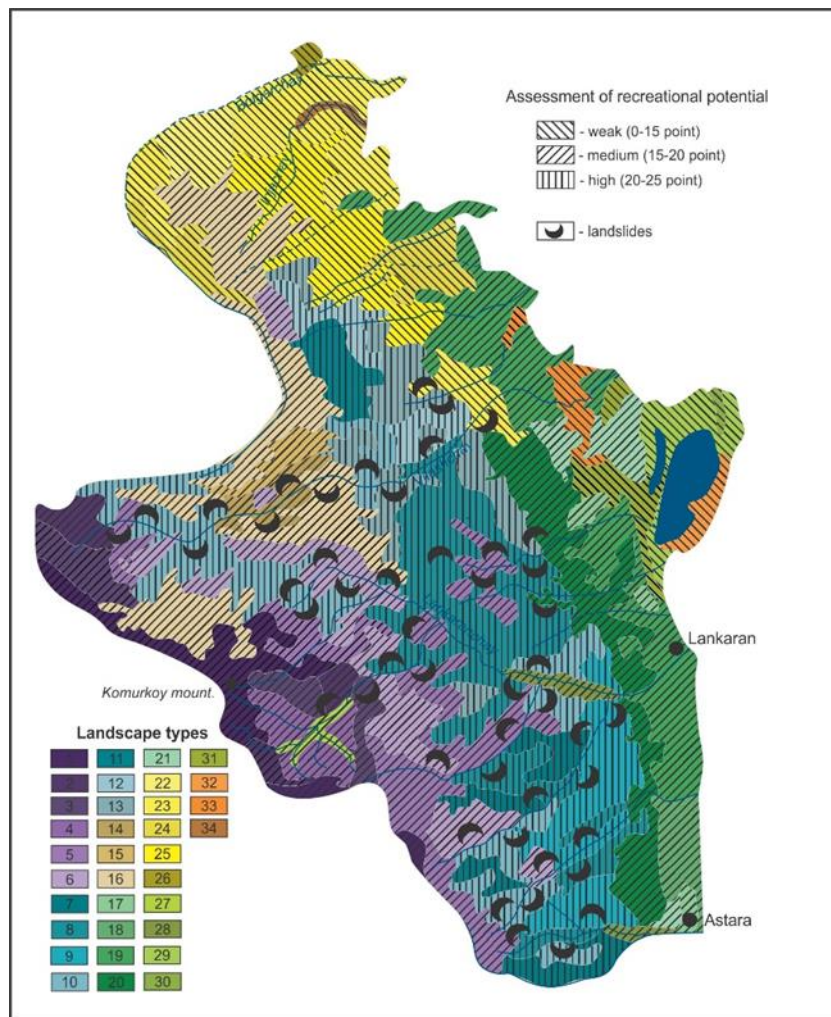 Assessment of recreational potential
- weak (0-15 point)
- medium (15-20 point)
- high (20-25 point)
- landslides
Lankaran
Komurkoy mount.
Astara
Landscape types
11 21 31
2 12 22 32
3 13 23 33
4 14 24 34
5 15 25
6 16 26
7 17 27
8 18 28
9 19 29
10 20 30